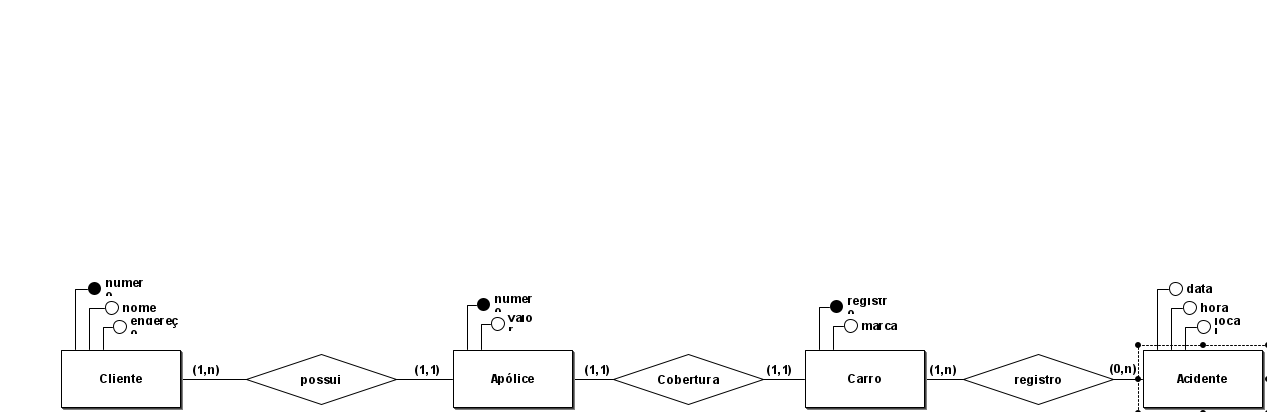 numer
o
nome
endereç
o
Cliente
(1,n)
possui
(1,1)
numer
o
valo
r
Apólice
(1,1)
Cobertura
(1,1)
registr
o
marca
Carro
(1,n)
registro
(0,n)
data
hora
loca
l
Acidente